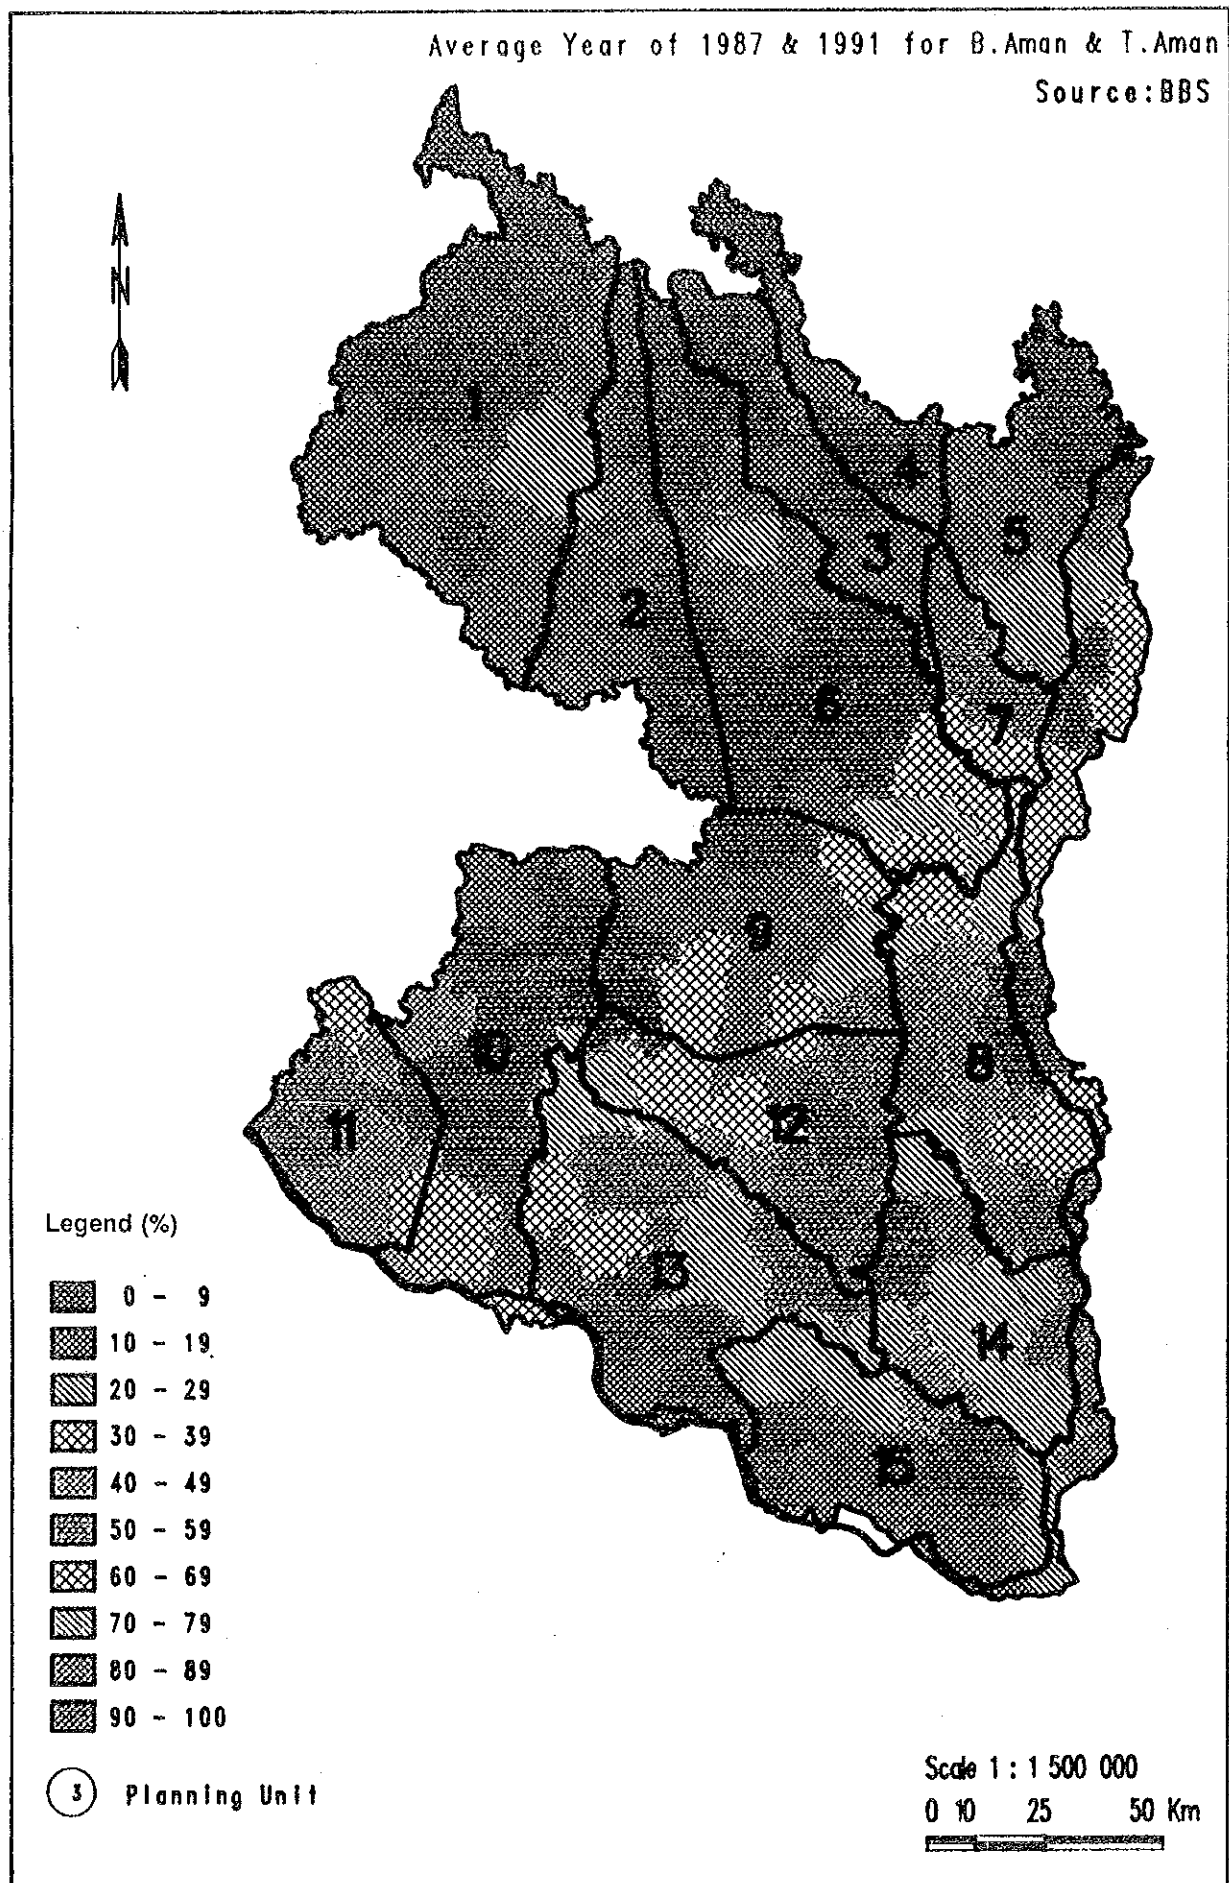 Average Year of 1987 & 1991 for B.Aman & T.Aman
Source:BBS
N
1
4
5
3
2
6
7
9
10
8
11
12
13
14
15
Legend (%)
0 - 9
10 - 19
20 - 29
30 - 39
40 - 49
50 - 59
60 - 69
70 - 79
80 - 89
90 - 100
3 Planning Unit
Scale 1 : 1 500 000
0 10 25 50 Km